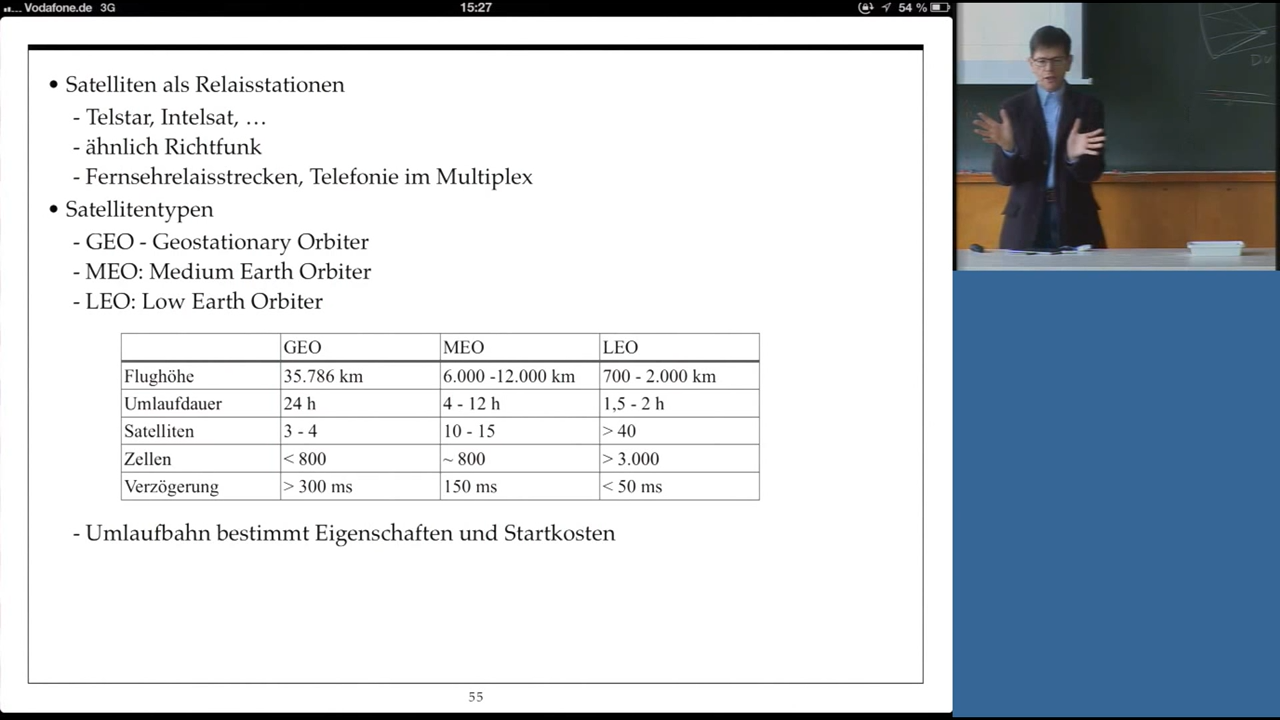 Vodafone.de 3G 15:27 54 %
• Satelliten als Relaisstationen
- Telstar, Intelsat, …
- ähnlich Richtfunk
- Fernsehrelaisstrecken, Telefonie im Multiplex
• Satellitentypen
- GEO - Geostationary Orbiter
- MEO: Medium Earth Orbiter
- LEO: Low Earth Orbiter
GEO MEO LEO
Flughöhe 35.786 km 6.000 -12.000 km 700 - 2.000 km
Umlaufdauer 24 h 4 - 12 h 1,5 - 2 h
Satelliten 3 - 4 10 - 15 > 40
Zellen < 800 ~ 800 > 3.000
Verzögerung > 300 ms 150 ms < 50 ms
- Umlaufbahn bestimmt Eigenschaften und Startkosten
55